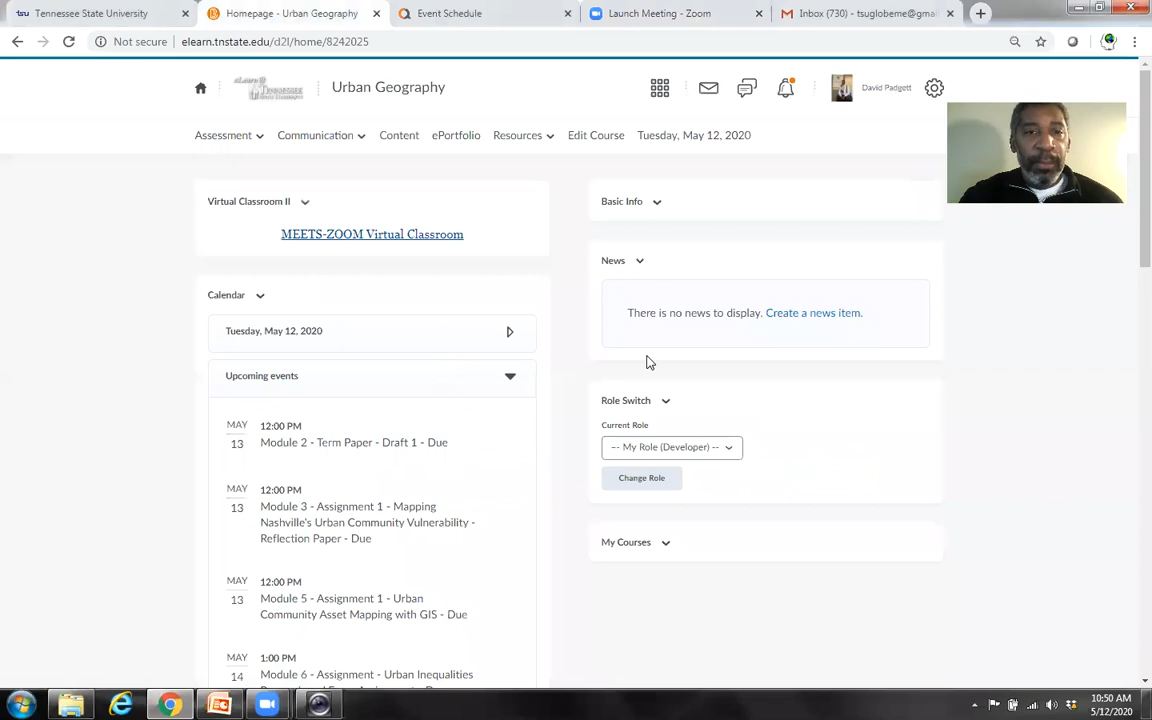 tsu Tennessee State University
Homepage - Urban Geography
Event Schedule
Launch Meeting - Zoom
Inbox (730) - tsuglobeme@gmai
Not secure elearn.tnstate.edu/d2l/home/8242025
TENNESSEE
Urban Geography
David Padgett
Assessment Communication Content ePortfolio Resources Edit Course Tuesday, May 12, 2020
Virtual Classroom II
MEETS-ZOOM Virtual Classroom
Calendar
Tuesday, May 12, 2020
Upcoming events
MAY 12:00 PM
13 Module 2 - Term Paper - Draft 1 - Due
MAY 12:00 PM
13 Module 3 - Assignment 1 - Mapping
Nashville's Urban Community Vulnerability -
Reflection Paper - Due
MAY 12:00 PM
13 Module 5 - Assignment 1 - Urban
Community Asset Mapping with GIS - Due
MAY 1:00 PM
14 Module 6 - Assignment - Urban Inequalities
Basic Info
News
There is no news to display. Create a news item.
Role Switch
Current Role
-- My Role (Developer) --
Change Role
My Courses
10:50 AM
5/12/2020